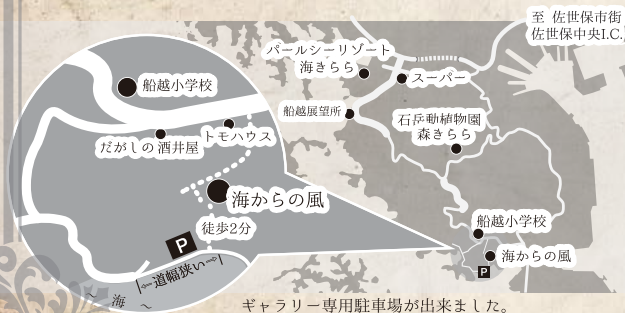 至 佐世保市街
佐世保中央I.C.
パールシーリゾート
海きらら
スーパー
船越展望所
石岳動植物園
森きらら
船越小学校
海からの風
P
船越小学校
だがしの酒井屋
トモハウス
海からの風
徒歩2分
P
道幅狭い
〜 海 〜
ギャラリー専用駐車場が出来ました。